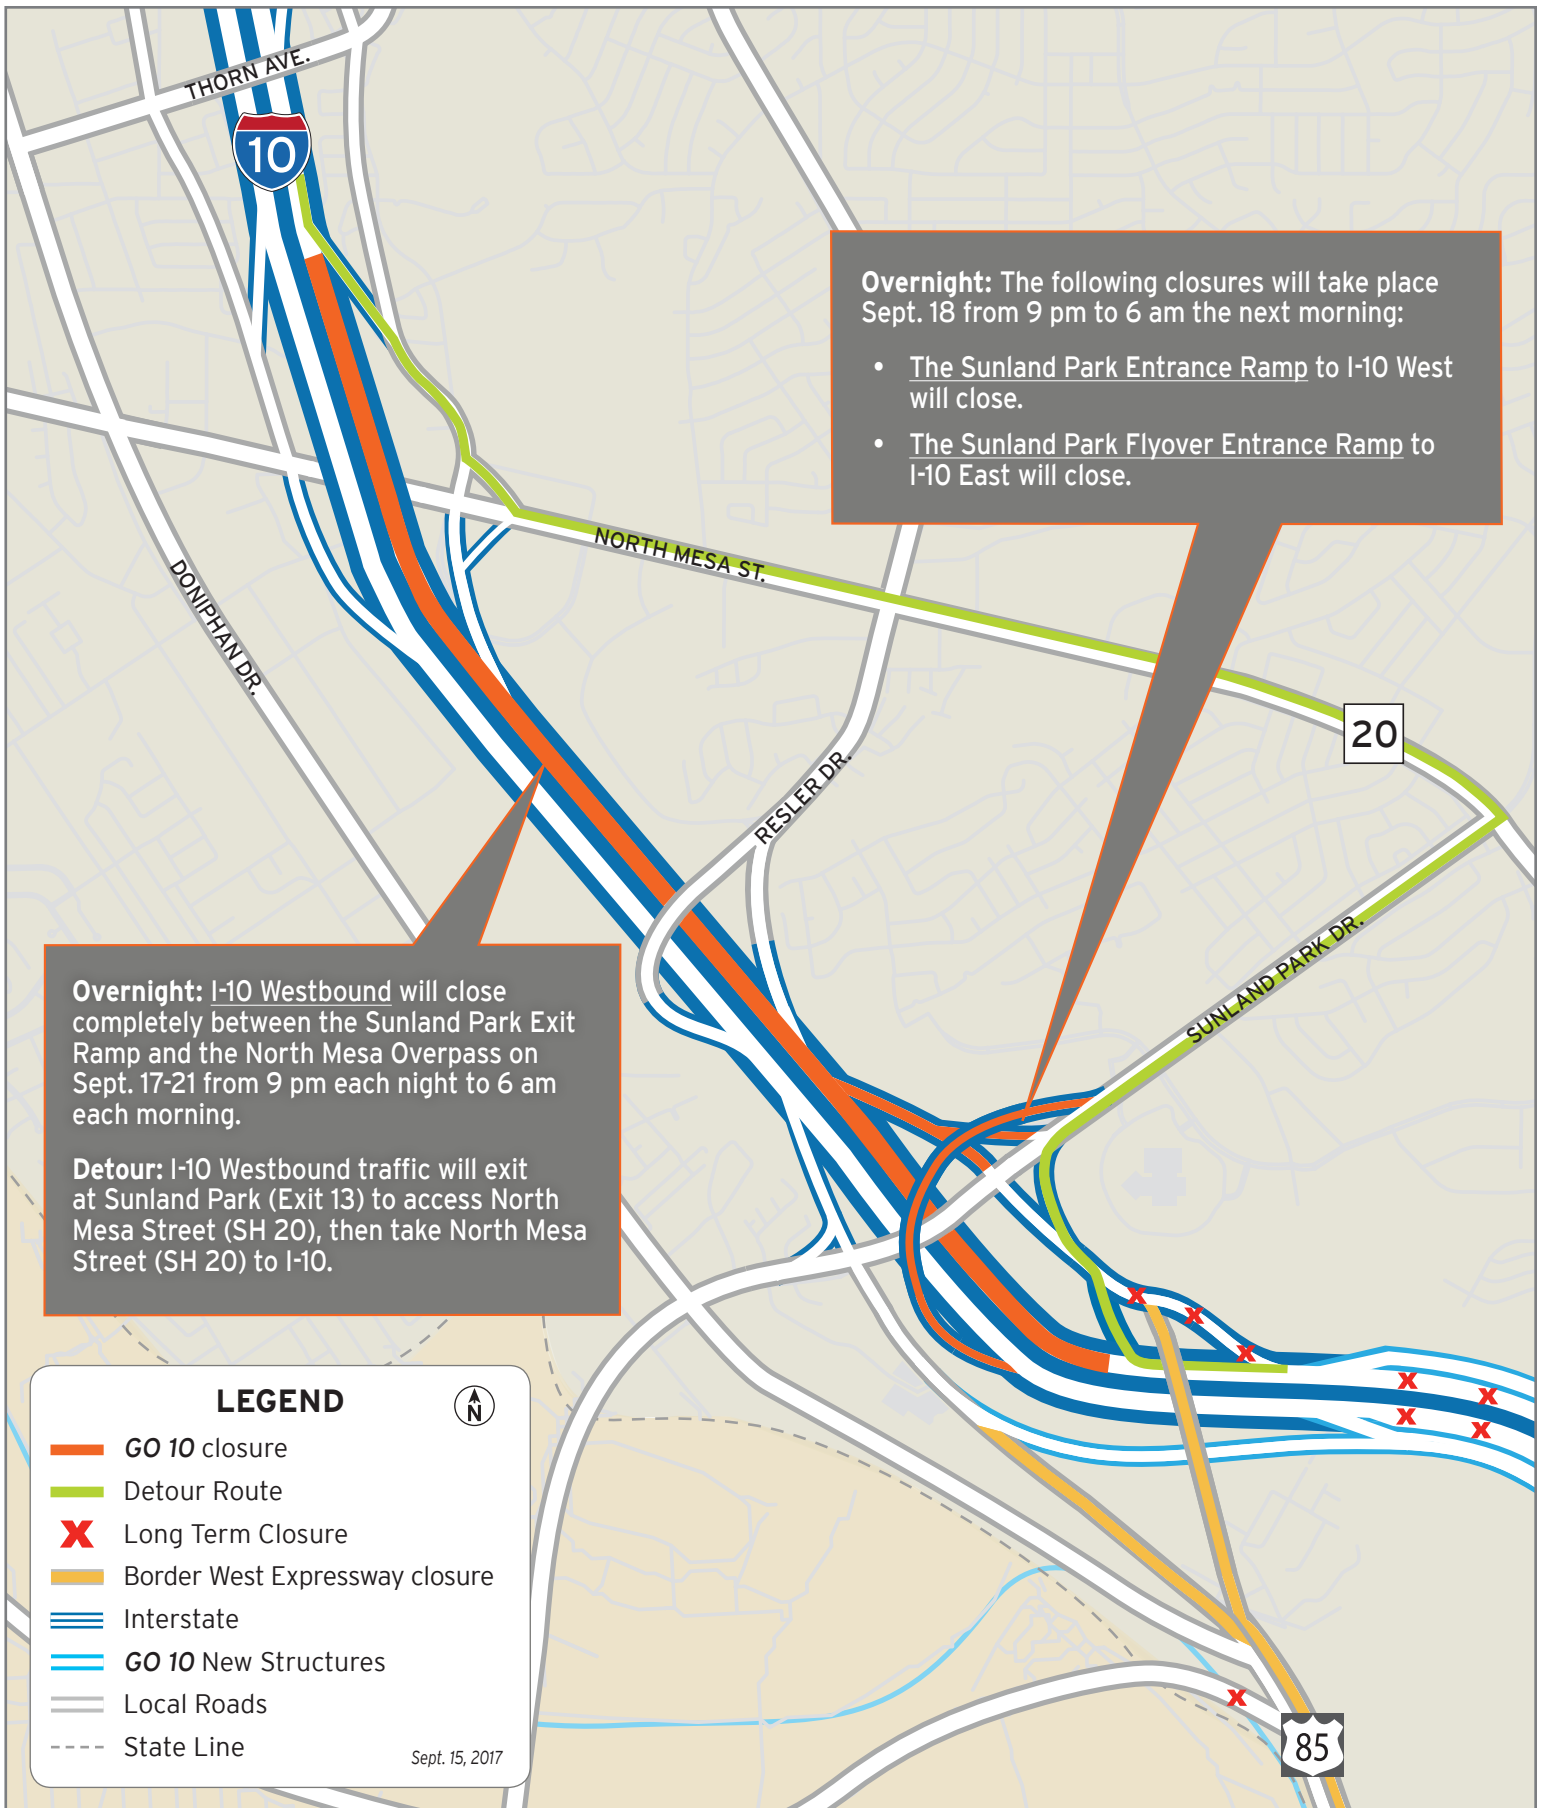 THORN AVE.
10
Overnight: The following closures will take place
Sept. 18 from 9 pm to 6 am the next morning:
• The Sunland Park Entrance Ramp to I-10 West
will close.
• The Sunland Park Flyover Entrance Ramp to
I-10 East will close.
NORTH MESA ST.
DONIPHAN DR.
20
RESLER DR.
SUNLAND PARK DR.
Overnight: I-10 Westbound will close
completely between the Sunland Park Exit
Ramp and the North Mesa Overpass on
Sept. 17-21 from 9 pm each night to 6 am
each morning.
Detour: I-10 Westbound traffic will exit
at Sunland Park (Exit 13) to access North
Mesa Street (SH 20), then take North Mesa
Street (SH 20) to I-10.
LEGEND
N
GO 10 closure
Detour Route
X Long Term Closure
Border West Expressway closure
Interstate
GO 10 New Structures
Local Roads
State Line
Sept. 15, 2017
85